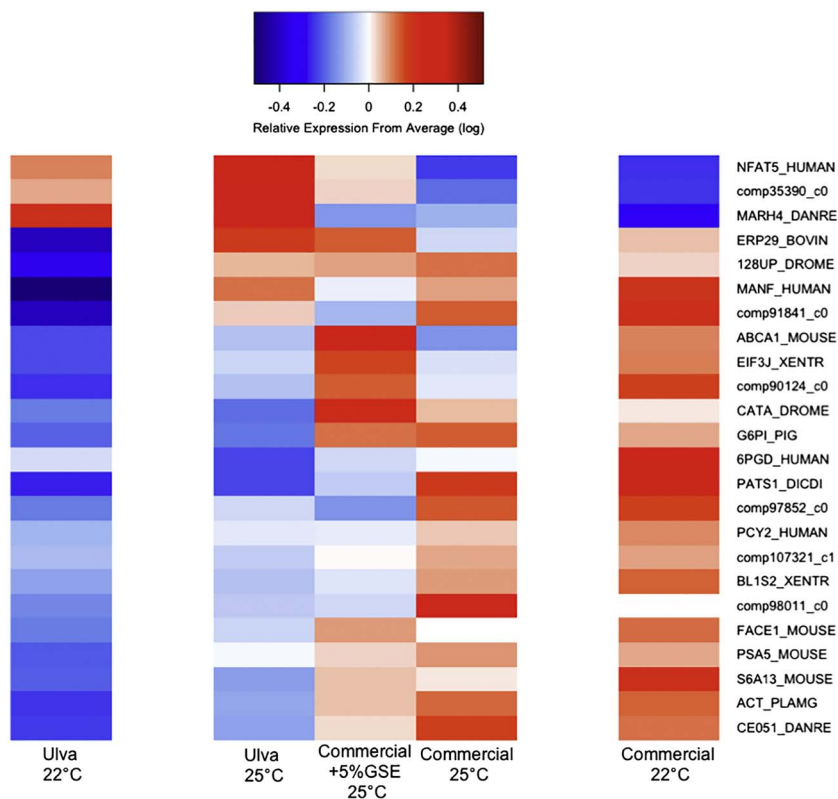 -0.4 -0.2 0 0.2 0.4
Relative Expression From Average (log)
NFAT5_HUMAN
comp35390_c0
MARH4_DANRE
ERP29_BOVIN
128UP_DROME
MANF_HUMAN
comp91841_c0
ABCA1_MOUSE
EIF3J_XENTR
comp90124_c0
CATA_DROME
G6PI_PIG
6PGD_HUMAN
PATS1_DICDI
comp97852_c0
PCY2_HUMAN
comp107321_c1
BL1S2_XENTR
comp98011_c0
FACE1_MOUSE
PSA5_MOUSE
S6A13_MOUSE
ACT_PLAMG
CE051_DANRE
Ulva
22°C
Ulva
25°C
Commercial
+5%GSE
25°C
Commercial
25°C
Commercial
22°C